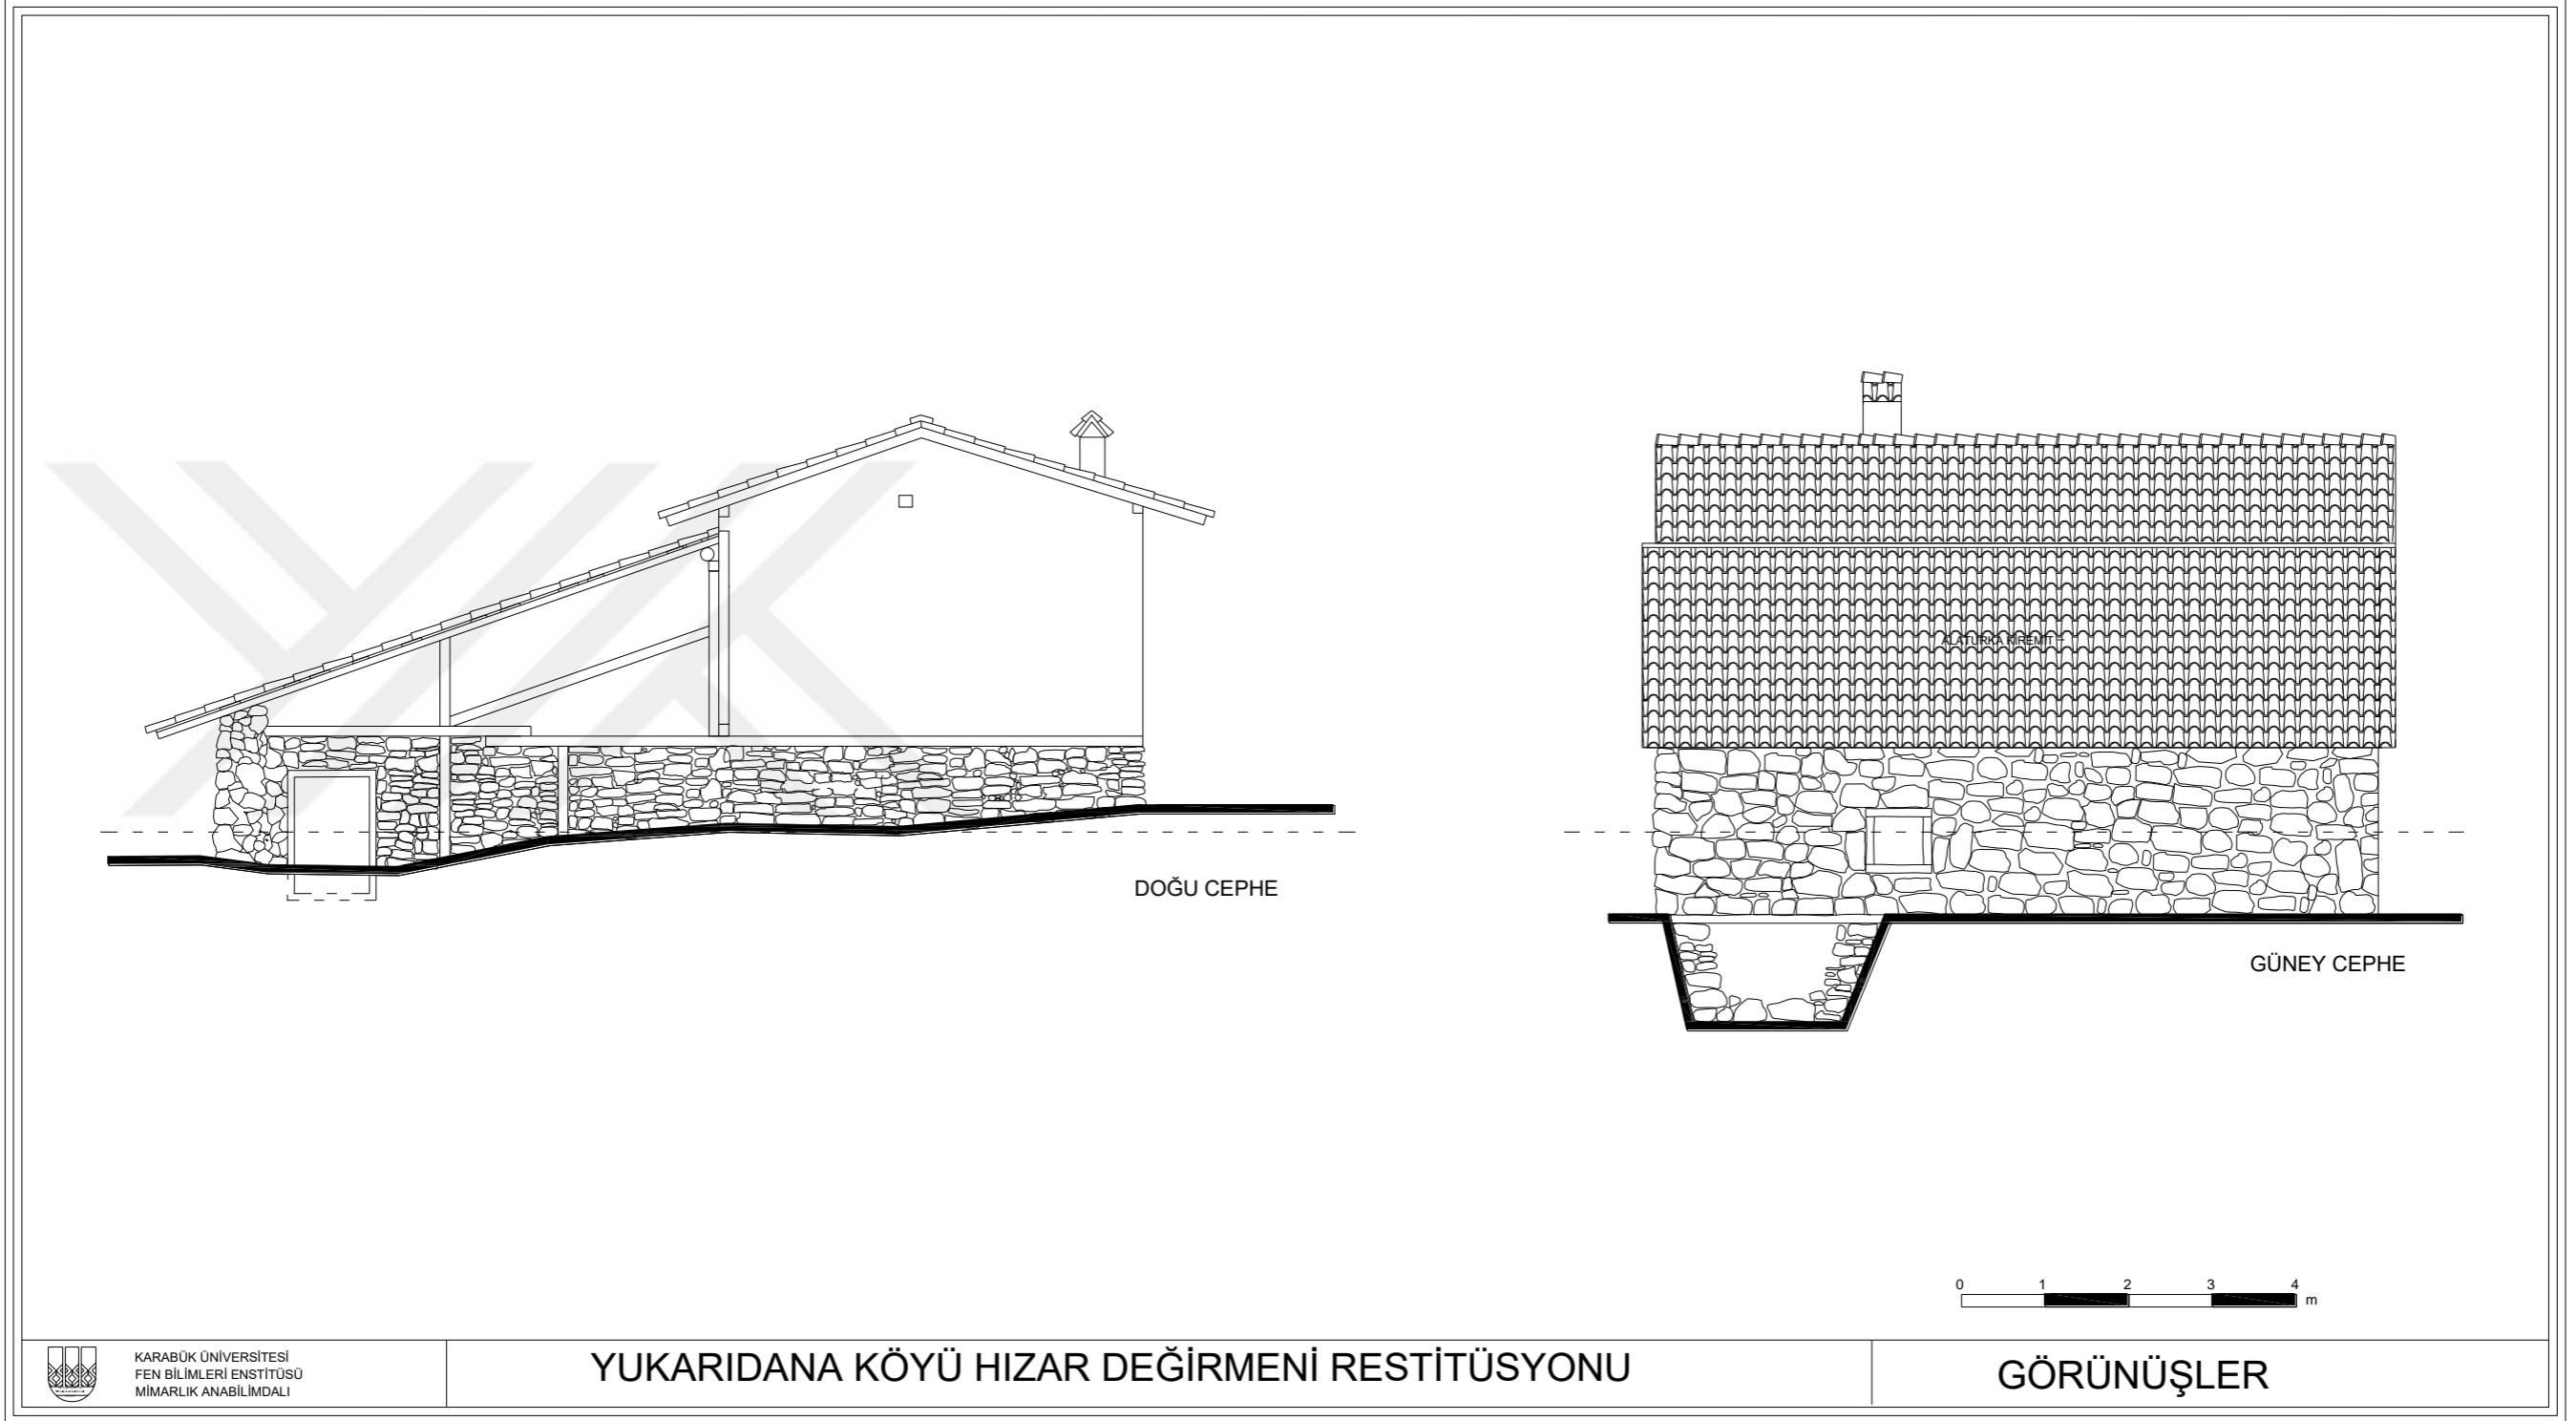 ALATURKA KİREMİT
DOĞU CEPHE
GÜNEY CEPHE
0 1 2 3 4
m
KARABÜK ÜNİVERSİTESİ
FEN BİLİMLERİ ENSTİTÜSÜ
MİMARLIK ANABİLİMDALI
YUKARIDANA KÖYÜ HIZAR DEĞİRMENİ RESTİTÜSYONU
GÖRÜNÜŞLER